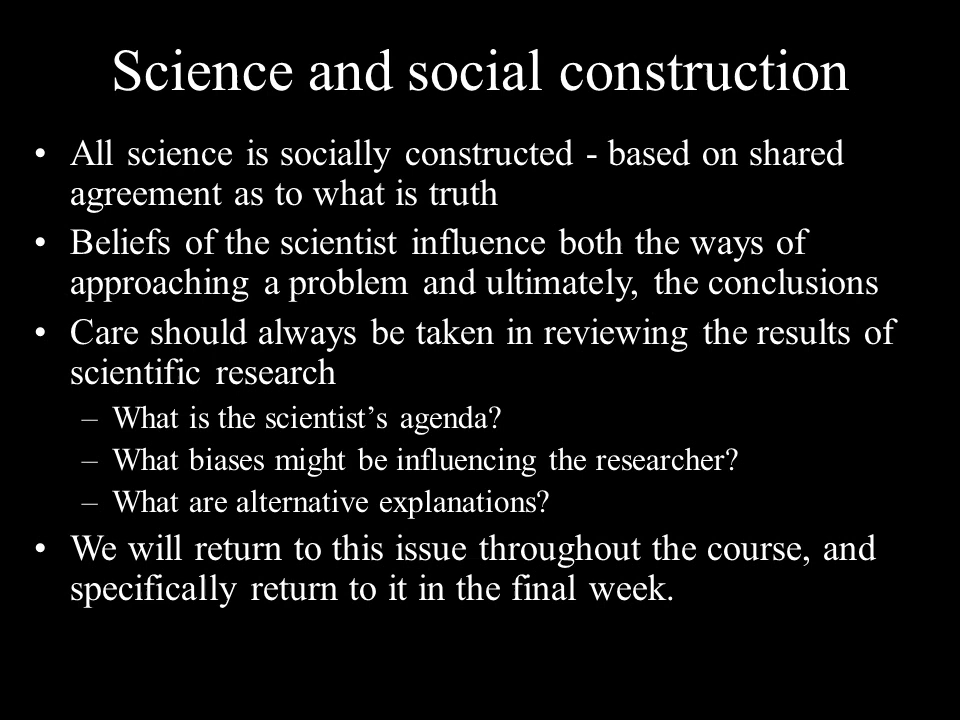 Science and social construction
• All science is socially constructed - based on shared
agreement as to what is truth
• Beliefs of the scientist influence both the ways of
approaching a problem and ultimately, the conclusions
• Care should always be taken in reviewing the results of
scientific research
– What is the scientist’s agenda?
– What biases might be influencing the researcher?
– What are alternative explanations?
• We will return to this issue throughout the course, and
specifically return to it in the final week.